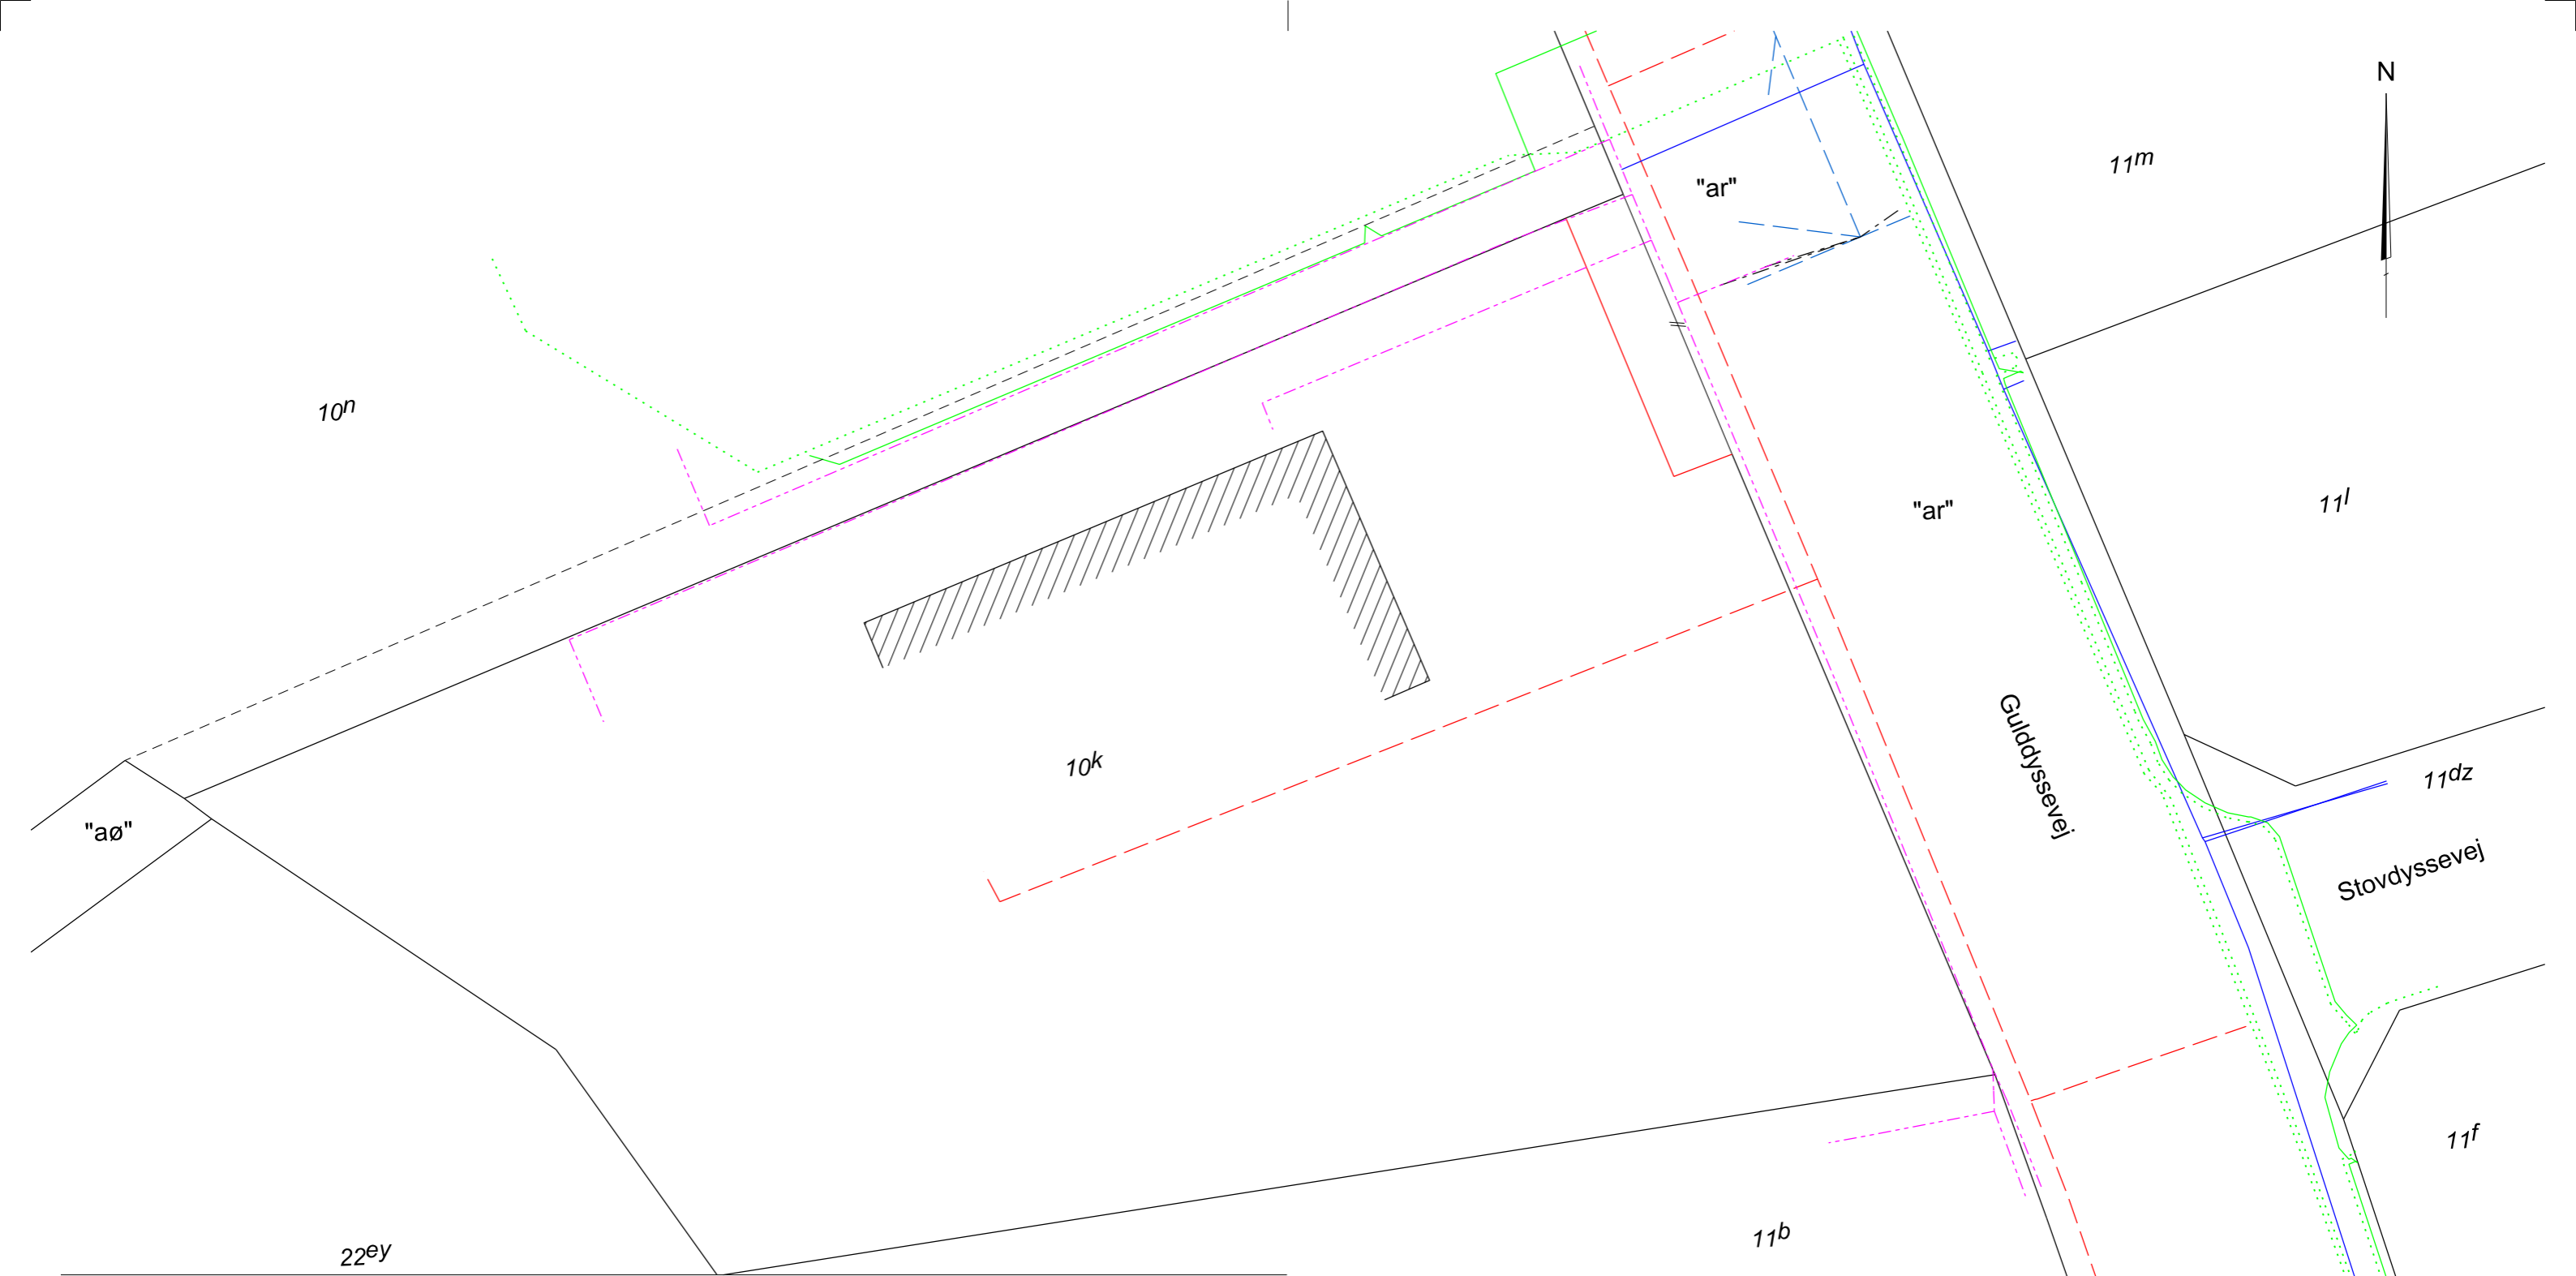 N
11m
"ar"
10n
11l
"ar"
Gulddyssevej
10k
11dz
"aø"
Stovdyssevej
11f
11b
22ey